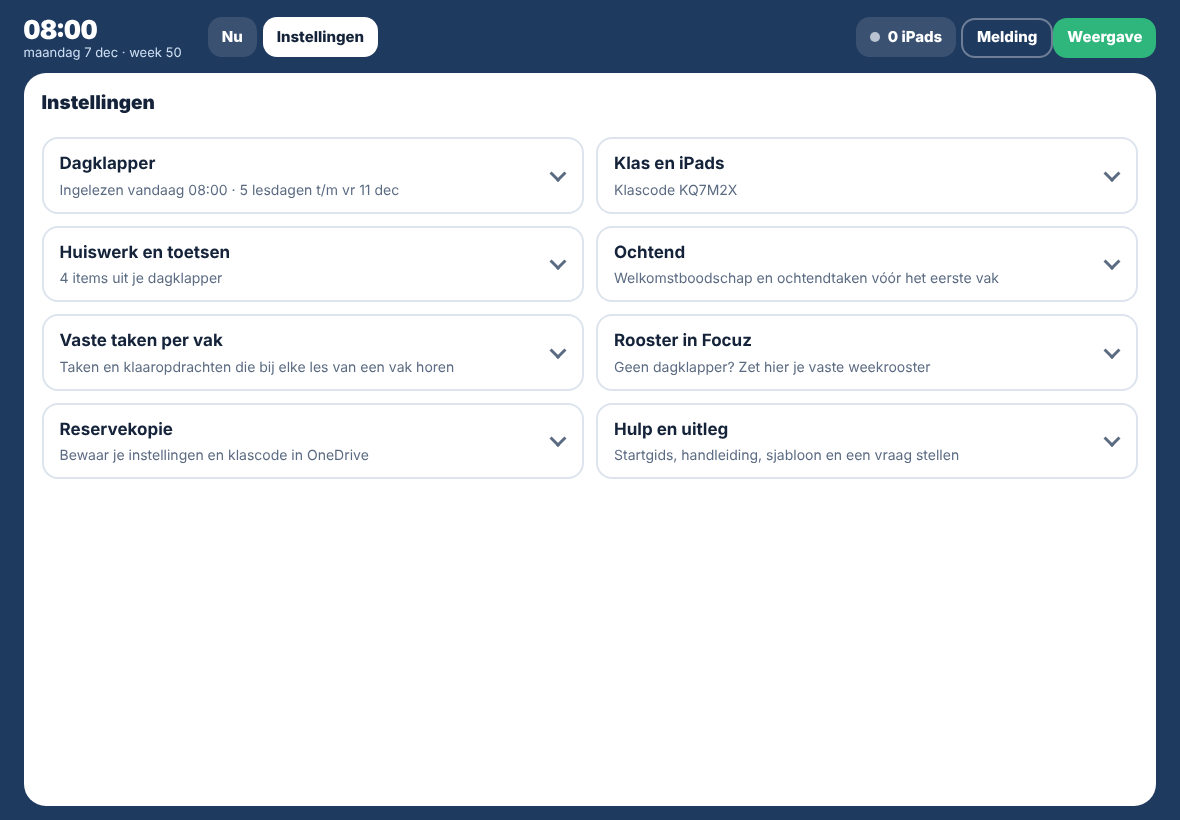 08:00
maandag 7 dec · week 50
Nu
Instellingen
0 iPads
Melding
Weergave
Instellingen
Dagklapper
Ingelezen vandaag 08:00 · 5 lesdagen t/m vr 11 dec
Klas en iPads
Klascode KQ7M2X
Huiswerk en toetsen
4 items uit je dagklapper
Ochtend
Welkomstboodschap en ochtendtaken vóór het eerste vak
Vaste taken per vak
Taken en klaaropdrachten die bij elke les van een vak horen
Rooster in Focuz
Geen dagklapper? Zet hier je vaste weekrooster
Reservekopie
Bewaar je instellingen en klascode in OneDrive
Hulp en uitleg
Startgids, handleiding, sjabloon en een vraag stellen